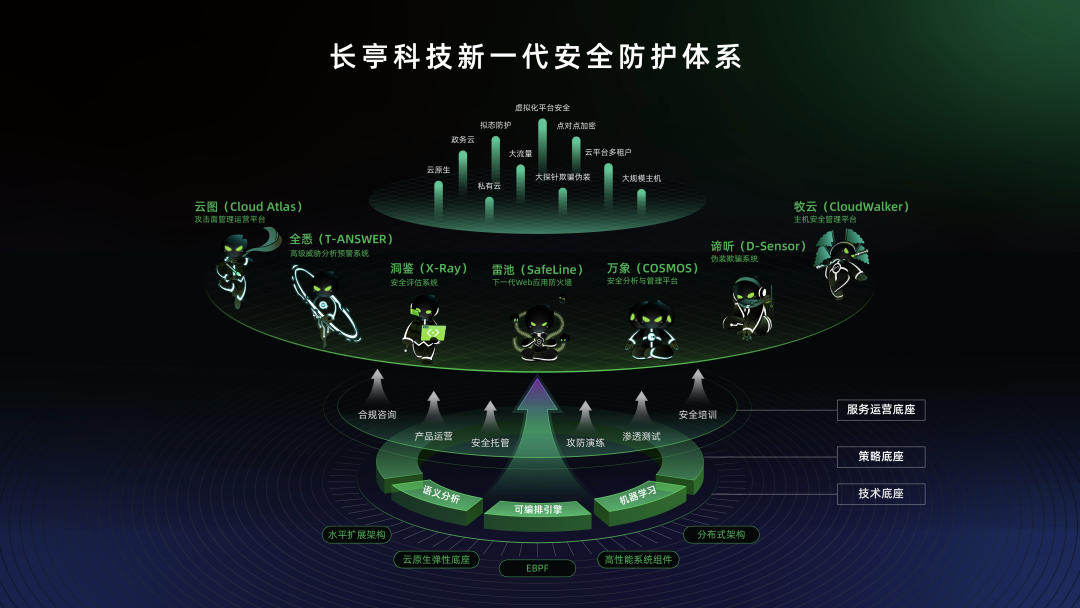 长亭科技新一代安全防护体系
虚拟化平台安全
拟态防护
点对点加密
政务云
大流量
云平台多租户
云原生
私有云
大探针欺骗伪装
大规模主机
云图（Cloud Atlas）
攻击面管理运营平台
牧云（CloudWalker）
主机安全管理平台
全悉（T-ANSWER）
高级威胁分析预警系统
谛听（D-Sensor）
伪装欺骗系统
洞鉴（X-Ray）
安全评估系统
雷池（SafeLine）
下一代Web应用防火墙
万象（COSMOS）
安全分析与管理平台
合规咨询
产品运营
安全托管
攻防演练
渗透测试
安全培训
服务运营底座
策略底座
技术底座
语义分析
可编排引擎
机器学习
水平扩展架构
云原生弹性底座
EBPF
高性能系统组件
分布式架构